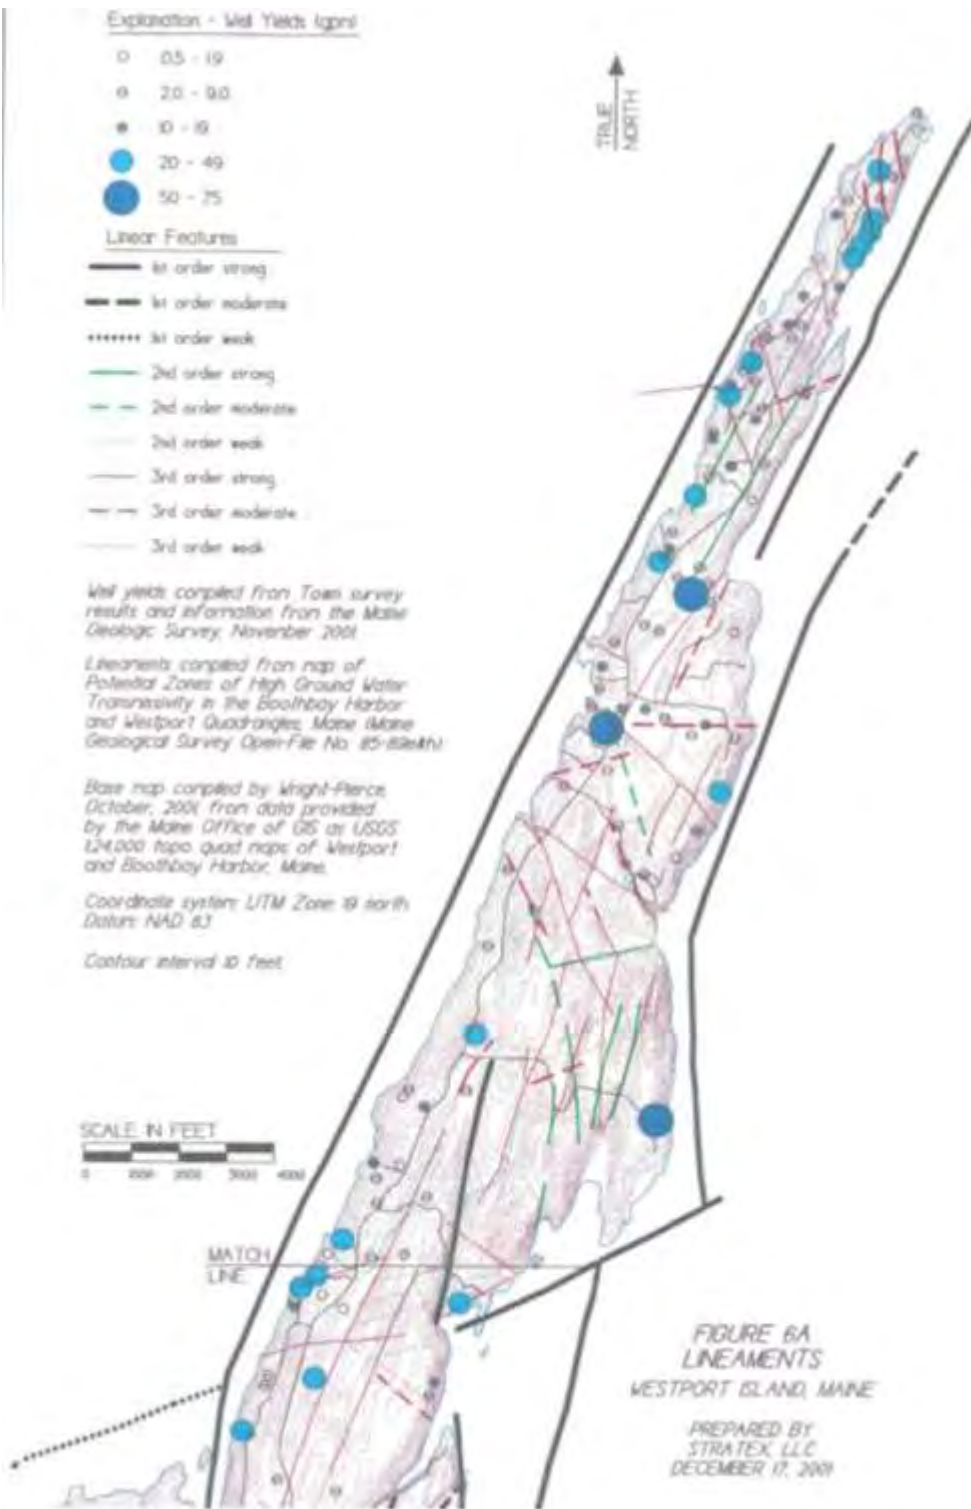 Explanation - Well Yields (gpm)
0.5 - 1.9
2.0 - 9.0
10 - 19
20 - 49
50 - 75
Linear Features
1st order strong
1st order moderate
1st order weak
2nd order strong
2nd order moderate
2nd order weak
3rd order strong
3rd order moderate
3rd order weak
TRUE
NORTH
Well yields compiled from Town survey
results and information from the Maine
Geologic Survey, November 2001
Lineaments compiled from map of
Potential Zones of High Ground Water
Transmissivity in the Boothbay Harbor
and Westport Quadrangles, Maine (Maine
Geological Survey Open-File No.
Base map compiled by Wright-Pierce,
October, 2001, from data provided
by the Maine Office of GIS as USGS
1:24,000 topo quad maps of Westport
and Boothbay Harbor, Maine.
Coordinate system: UTM Zone 19 north
Datum: NAD 83
Contour interval 10 feet
SCALE IN FEET
0 1000 2000 3000 4000
MATCH
LINE
FIGURE 6A
LINEAMENTS
WESTPORT ISLAND, MAINE
PREPARED BY
STRATEX, LLC
DECEMBER 17, 2001